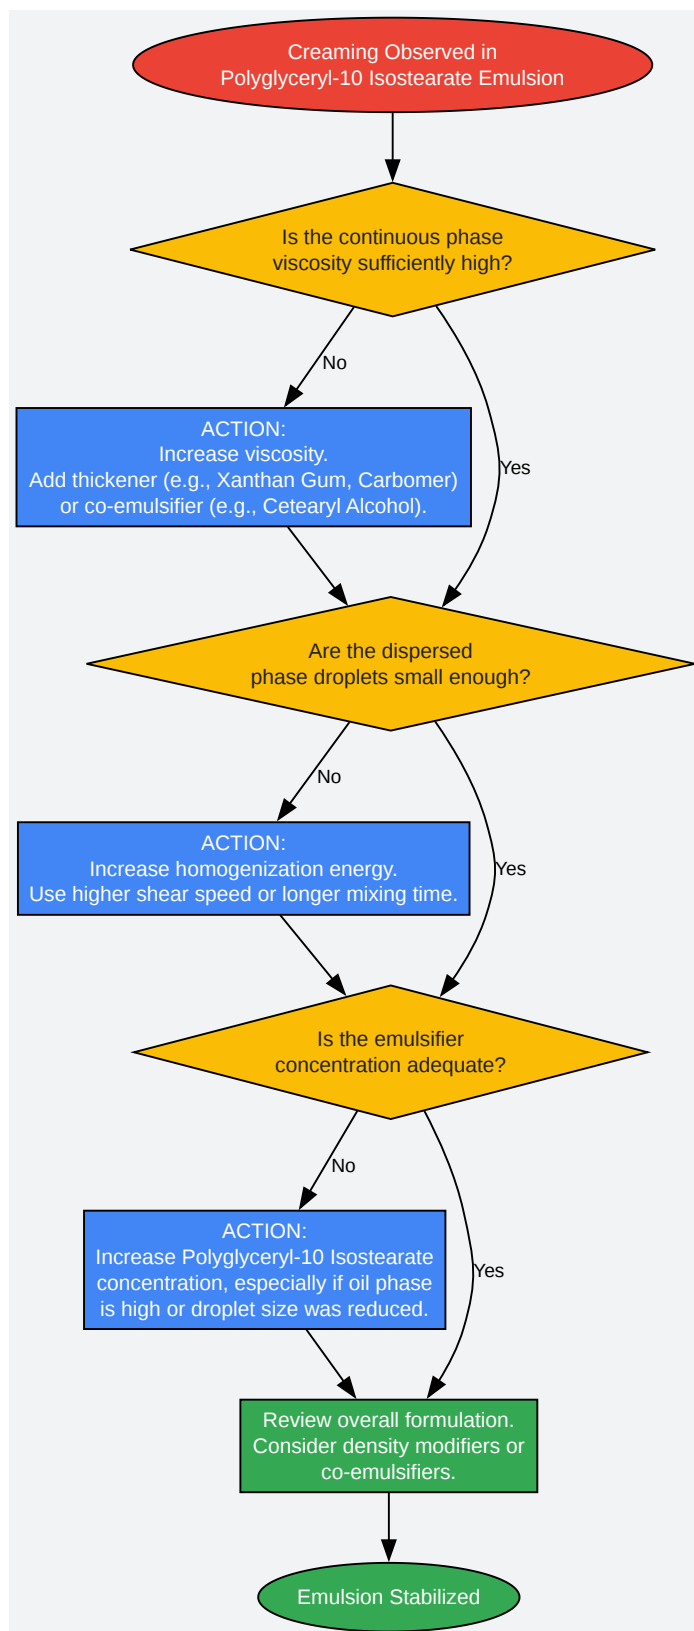 Creaming Observed in
Polyglyceryl-10 Isostearate Emulsion
Is the continuous phase
viscosity sufficiently high?
No
ACTION:
Increase viscosity.
Add thickener (e.g., Xanthan Gum, Carbomer)
or co-emulsifier (e.g., Cetearyl Alcohol).
Yes
Are the dispersed
phase droplets small enough?
No
ACTION:
Increase homogenization energy.
Use higher shear speed or longer mixing time.
Yes
Is the emulsifier
concentration adequate?
No
ACTION:
Increase Polyglyceryl-10 Isostearate
concentration, especially if oil phase
is high or droplet size was reduced.
Yes
Review overall formulation.
Consider density modifiers or
co-emulsifiers.
Emulsion Stabilized